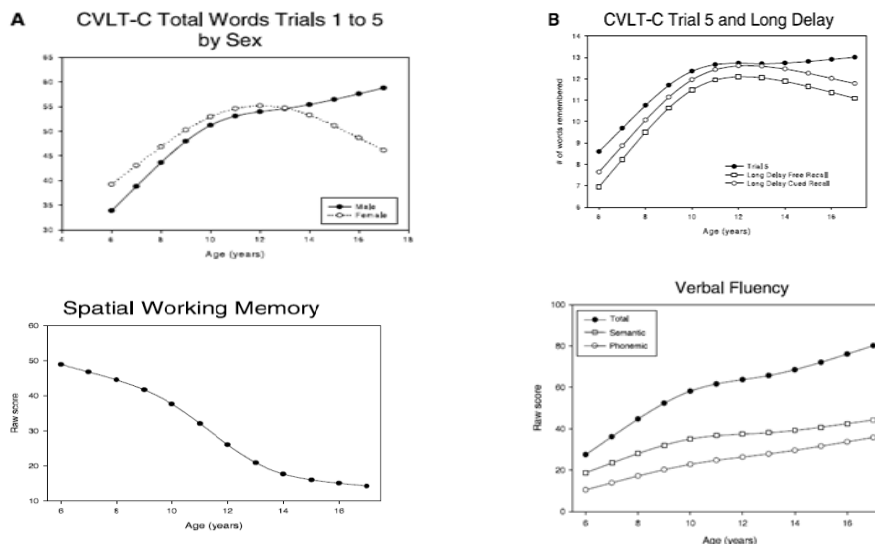 A
CVLT-C Total Words Trials 1 to 5
by Sex
65
60
55
50
45
40
35
30
Male
Female
4
6
8
10
12
14
16
18
Age (years)
B
CVLT-C Trial 5 and Long Delay
# of words remembered
14
13
12
11
10
9
8
7
6
Trial 5
Long Delay Free Recall
Long Delay Cued Recall
6
8
10
12
14
16
Age (years)
Spatial Working Memory
Raw score
60
50
40
30
20
10
6
8
10
12
14
16
Age (years)
Verbal Fluency
Raw score
100
80
60
40
20
0
Total
Semantic
Phonemic
6
8
10
12
14
16
Age (years)